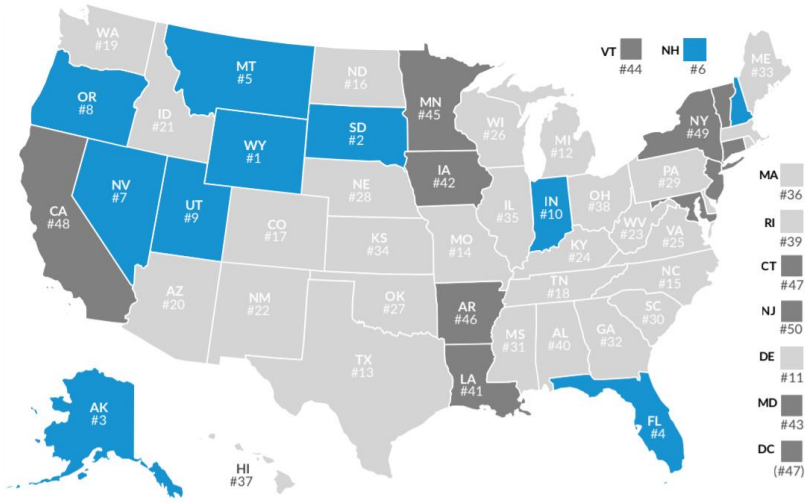 WA
#19
MT
#5
ND
#16
MN
#45
VT
#44
NH
#6
ME
#33
OR
#8
ID
#21
WY
#1
SD
#2
WI
#26
MI
#12
NY
#49
NV
#7
UT
#9
CA
#48
CO
#17
NE
#28
IA
#42
IL
#35
IN
#10
OH
#38
PA
#29
MA
#36
KS
#34
MO
#14
KY
#24
WV
#23
VA
#25
RI
#39
AZ
#20
NM
#22
OK
#27
AR
#46
TN
#18
NC
#15
SC
#30
CT
#47
NJ
#50
TX
#13
LA
#41
MS
#31
AL
#40
GA
#32
DE
#11
AK
#3
HI
#37
FL
#4
MD
#43
DC
(#47)